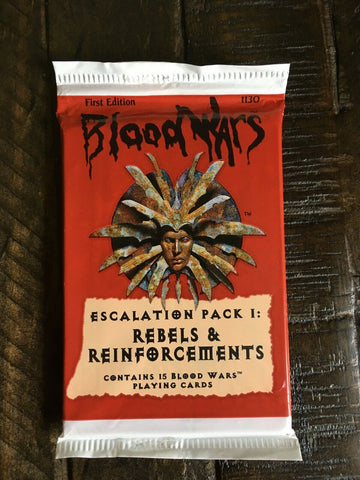 First Edition 1130
Blood Wars
™
ESCALATION PACK I:
REBELS &
REINFORCEMENTS
CONTAINS 15 BLOOD WARS™
PLAYING CARDS